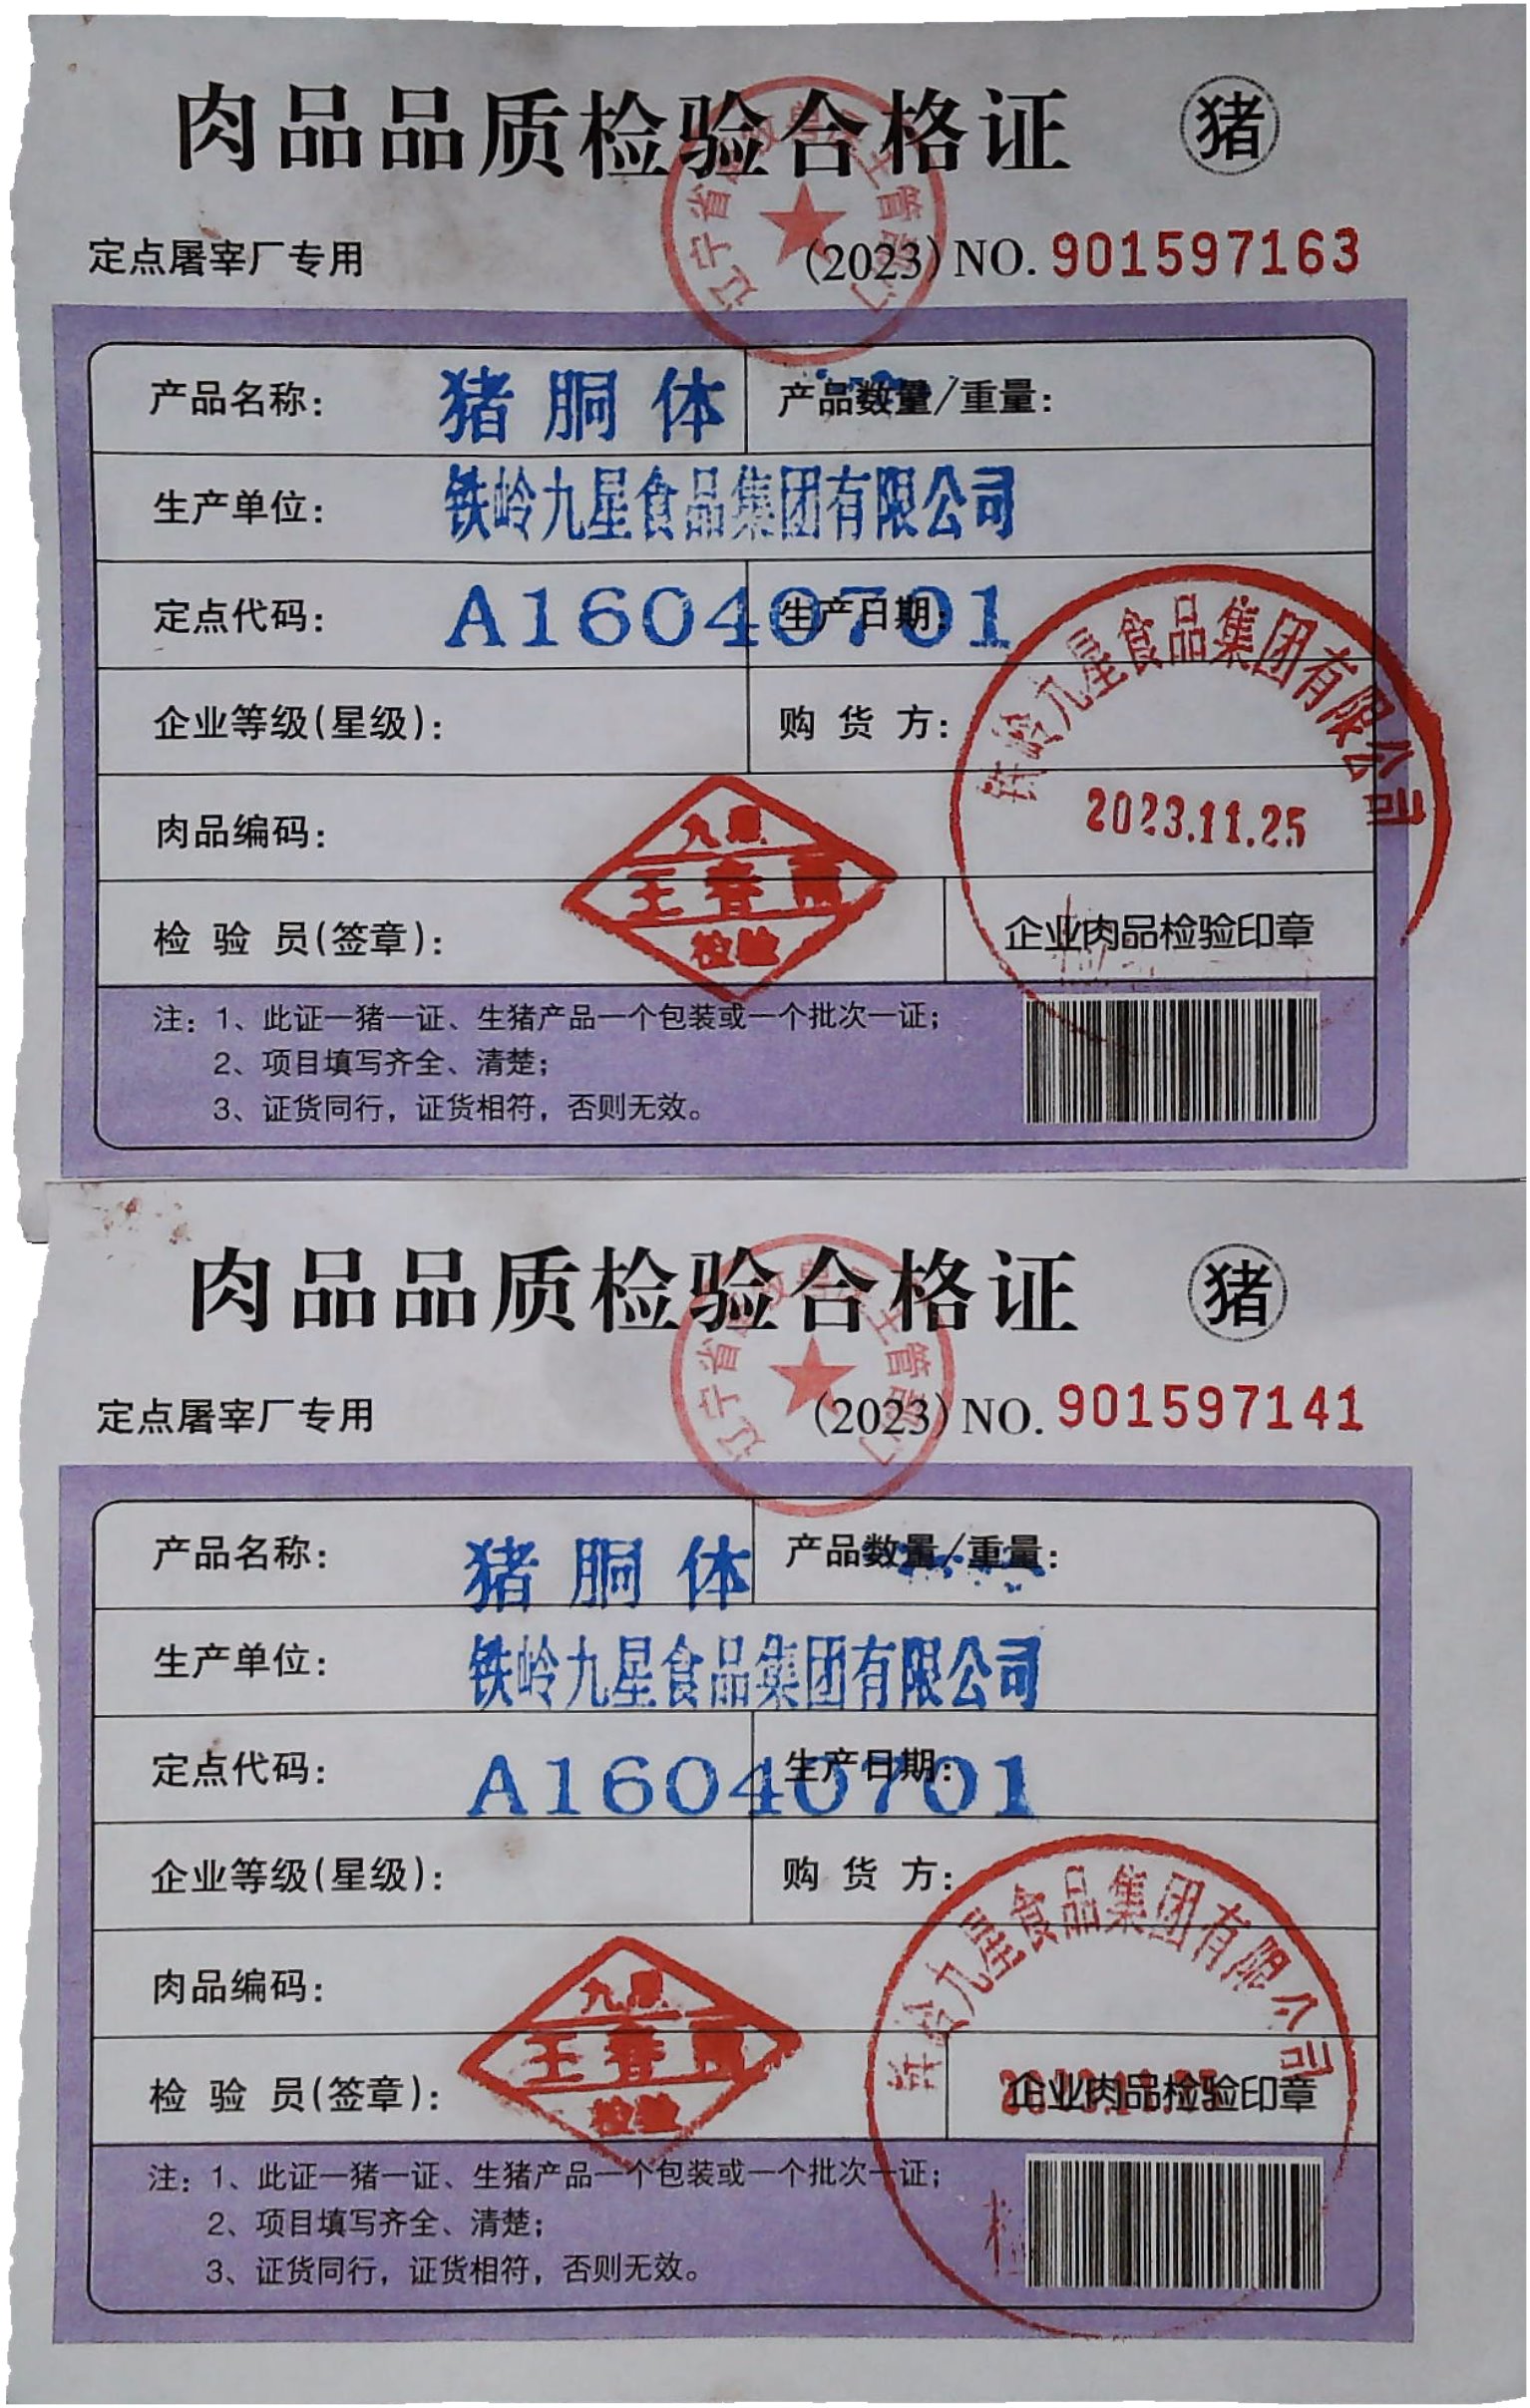 肉品品质检验合格证 猪
定点屠宰厂专用 (2023) NO. 901597163
辽宁省 主管部门
产品名称: 猪胴体 产品数量/重量:
生产单位: 铁岭九星食品集团有限公司
定点代码: A16040701 生产日期:
企业等级(星级): 购货方:
铁岭九星食品集团有限公司
2023.11.25
肉品编码:
九星
王春
检验
检验员(签章): 企业肉品检验印章
注: 1、此证一猪一证、生猪产品一个包装或一个批次一证;
2、项目填写齐全、清楚;
3、证货同行, 证货相符, 否则无效。
肉品品质检验合格证 猪
定点屠宰厂专用 (2023) NO. 901597141
辽宁省 主管部门
产品名称: 猪胴体 产品数量/重量:
生产单位: 铁岭九星食品集团有限公司
定点代码: A16040701 生产日期:
企业等级(星级): 购货方:
铁岭九星食品集团有限公司
肉品编码:
九星
王春
检验
检验员(签章): 企业肉品检验印章
注: 1、此证一猪一证、生猪产品一个包装或一个批次一证;
2、项目填写齐全、清楚;
3、证货同行, 证货相符, 否则无效。